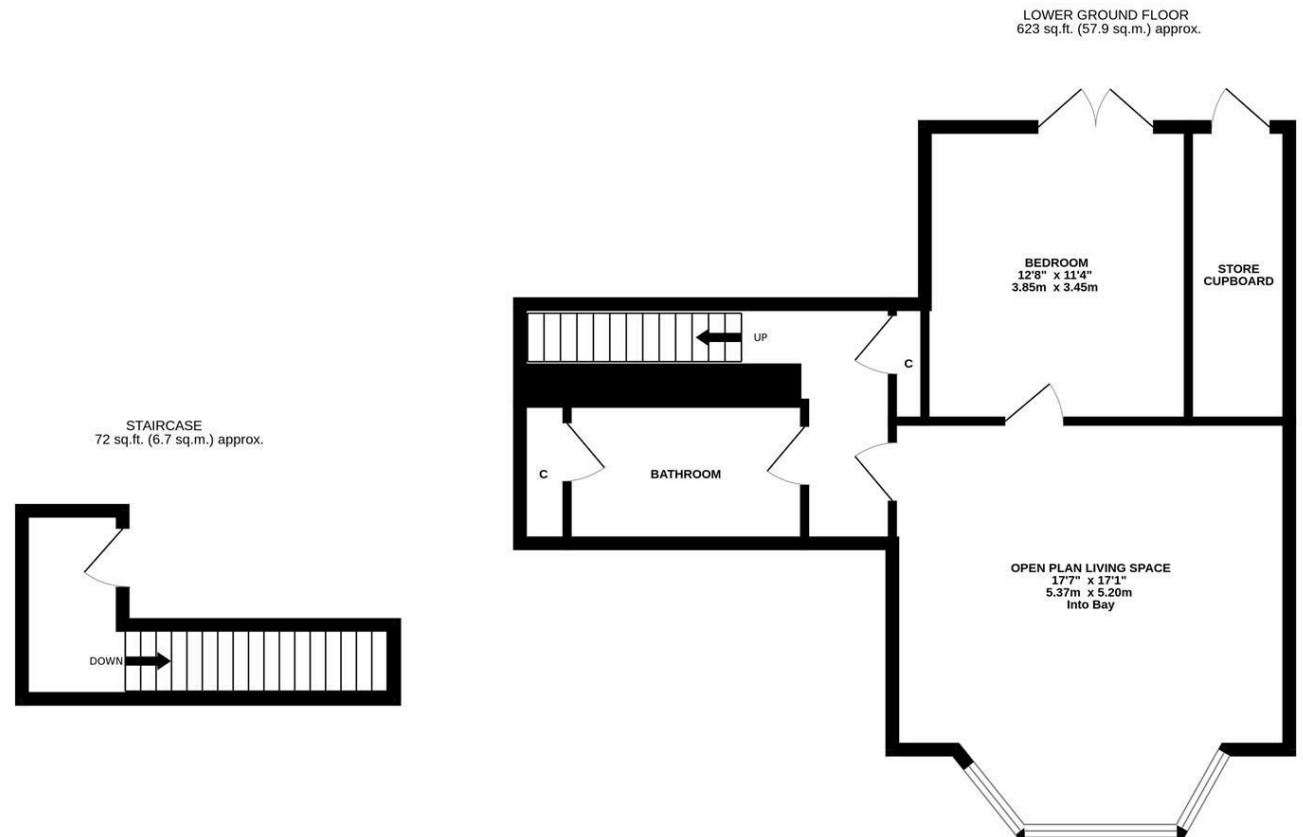 LOWER GROUND FLOOR
623 sq.ft. (57.9 sq.m.) approx.
BEDROOM
12'8" x 11'4"
3.85m x 3.45m
STORE
CUPBOARD
UP
C
STAIRCASE
72 sq.ft. (6.7 sq.m.) approx.
C
BATHROOM
OPEN PLAN LIVING SPACE
17'7" x 17'1"
5.37m x 5.20m
Into Bay
DOWN